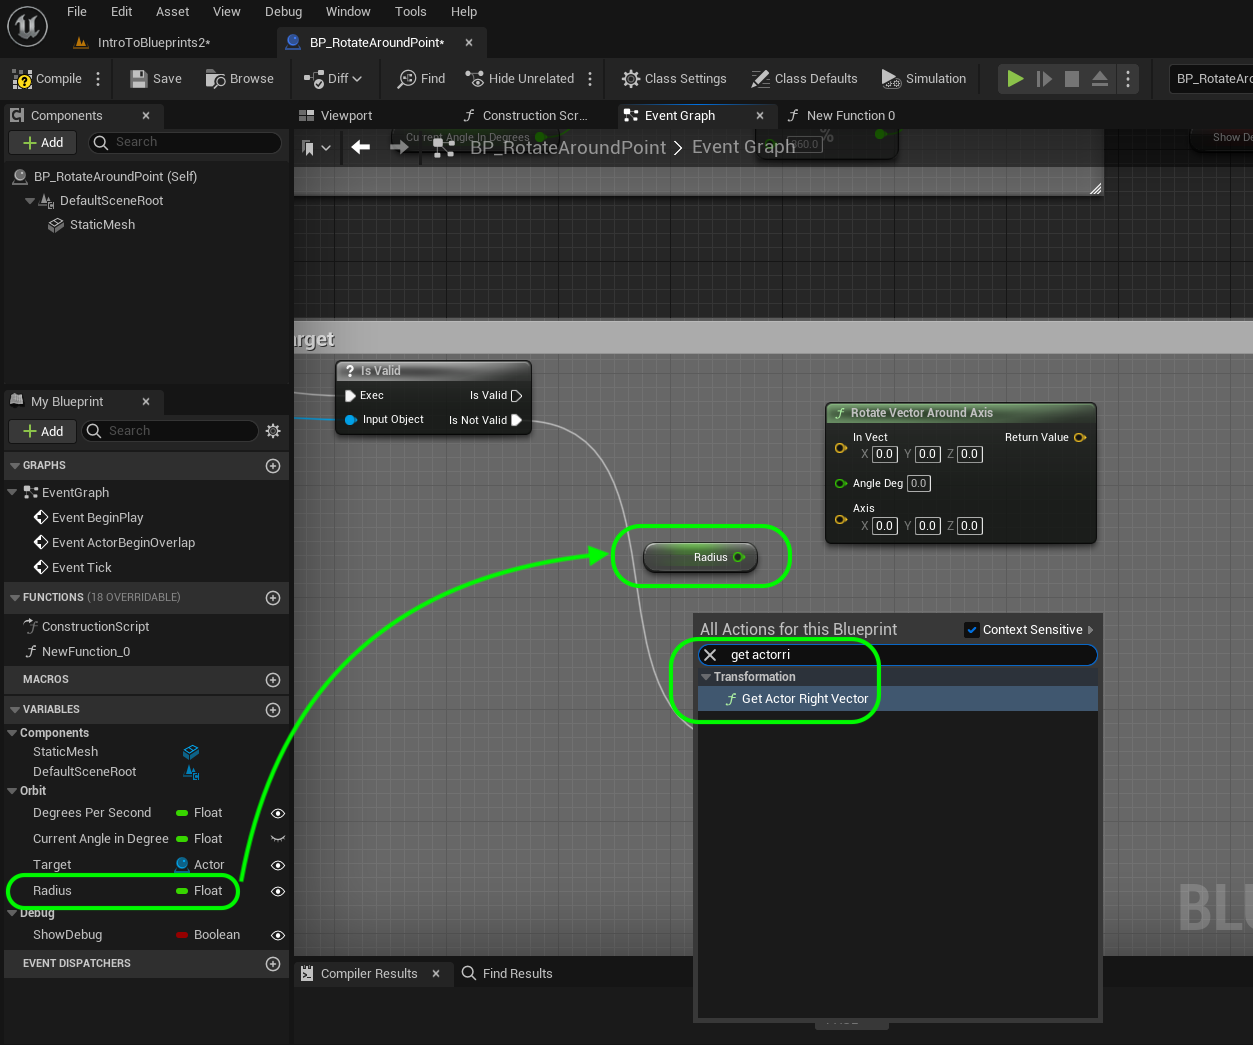 File Edit Asset View Debug Window Tools Help
IntroToBlueprints2* BP_RotateAroundPoint*
Compile Save Browse Diff Find Hide Unrelated Class Settings Class Defaults Simulation BP_RotateAro
Components Viewport Construction Scr... Event Graph New Function 0
Add Search
Current Angle In Degrees 360.0 % Show De
BP_RotateAroundPoint > Event Graph
BP_RotateAroundPoint (Self)
DefaultSceneRoot
StaticMesh
arget
? Is Valid
Exec Is Valid
Input Object Is Not Valid
Rotate Vector Around Axis
In Vect Return Value
X 0.0 Y 0.0 Z 0.0
Angle Deg 0.0
Axis
X 0.0 Y 0.0 Z 0.0
Radius
My Blueprint
Add Search
GRAPHS
EventGraph
Event BeginPlay
Event ActorBeginOverlap
Event Tick
FUNCTIONS (18 OVERRIDABLE)
ConstructionScript
NewFunction_0
MACROS
VARIABLES
Components
StaticMesh
DefaultSceneRoot
Orbit
Degrees Per Second Float
Current Angle in Degree Float
Target Actor
Radius Float
Debug
ShowDebug Boolean
EVENT DISPATCHERS
All Actions for this Blueprint Context Sensitive
get actorri
Transformation
Get Actor Right Vector
BLU
Compiler Results Find Results